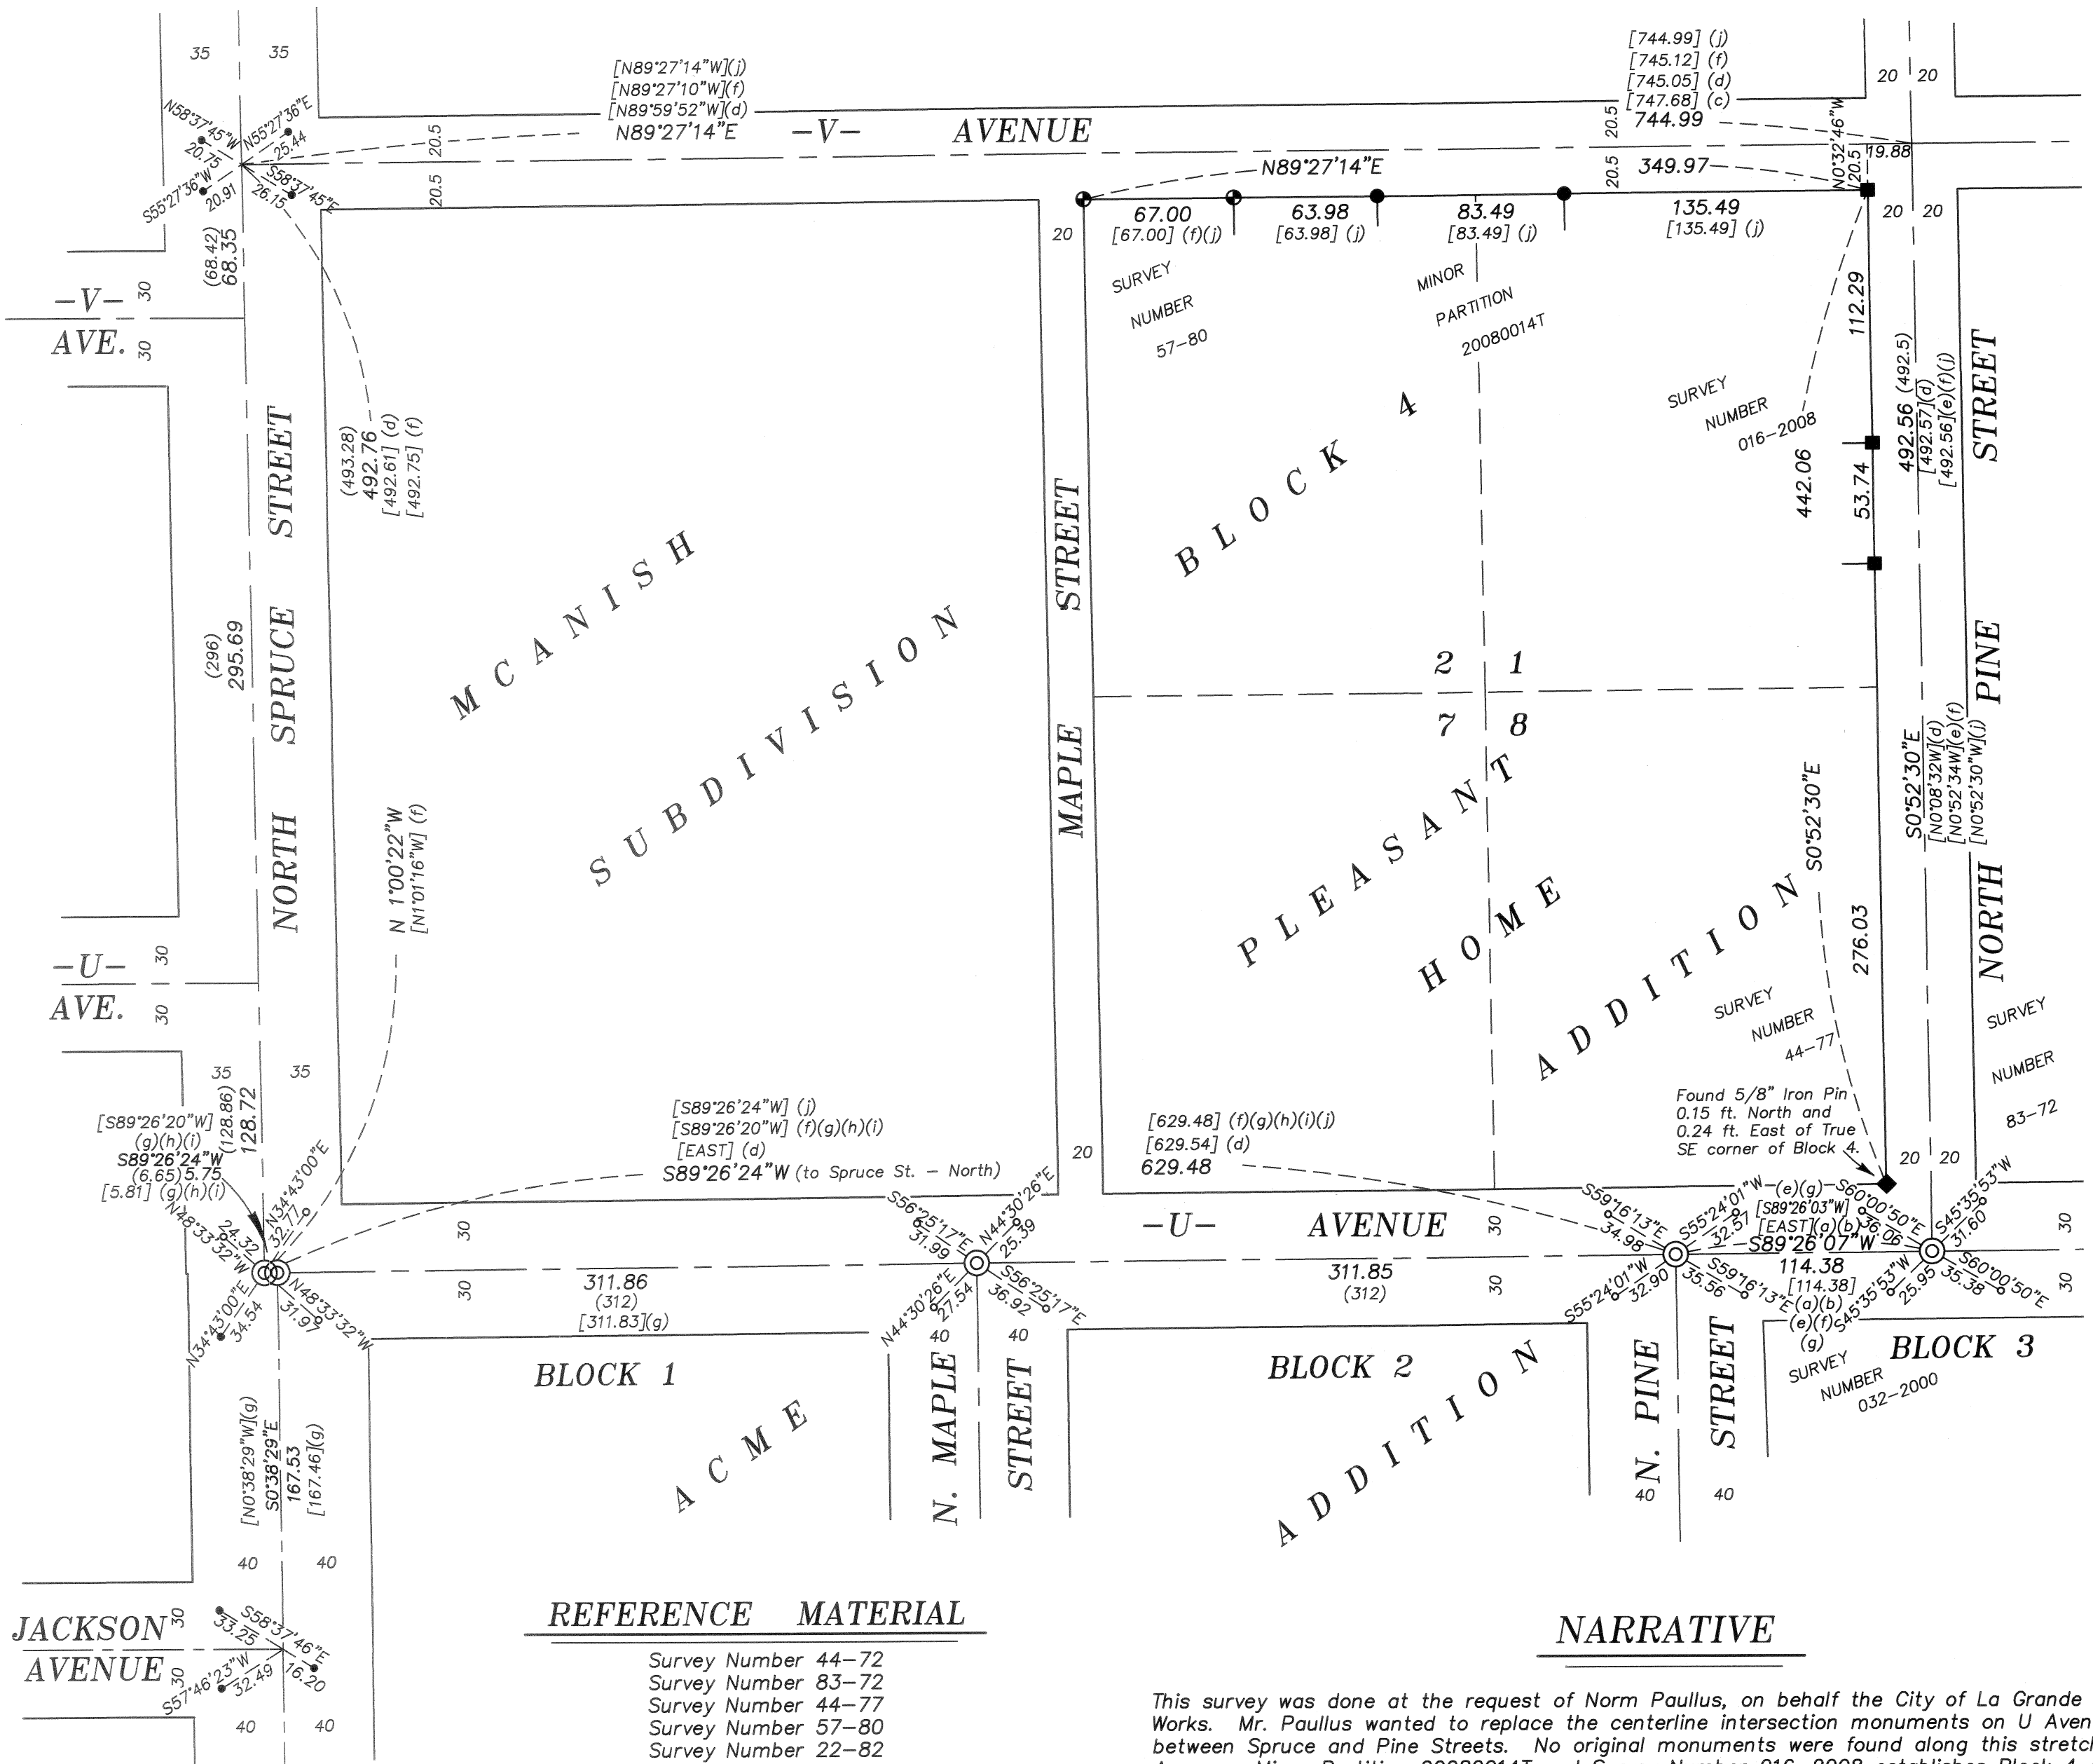 35
35
N58°37'45"W
20.75
N55°27'36"E
25.44
S55°27'36"W
20.91
S58°37'45"E
26.15
[N89°27'14"W](j)
[N89°27'10"W](f)
[N89°59'52"W](d)
N89°27'14"E
-V- AVENUE
20.5
20.5
[744.99] (j)
[745.12] (f)
[745.05] (d)
[747.68] (c)
744.99
20.5
20.5
20 20
N0°32'46"W
20.5
19.88
N89°27'14"E
349.97
67.00
[67.00] (f)(j)
63.98
[63.98] (j)
83.49
[83.49] (j)
135.49
[135.49] (j)
20
20 20
(68.42)
68.35
-V-
AVE.
30
30
SURVEY
NUMBER
57-80
MINOR
PARTITION
20080014T
SURVEY
NUMBER
016-2008
112.29
53.74
442.06
492.56 (492.5)
[492.57](d)
[492.56](e)(f)(j)
(493.28)
492.76
[492.61] (d)
[492.75] (f)
NORTH SPRUCE STREET
(296)
295.69
MCANISH
SUBDIVISION
MAPLE STREET
BLOCK 4
2 1
7 8
PLEASANT
HOME
ADDITION
NORTH PINE STREET
S0°52'30"E
[N0°08'32W](d)
[N0°52'34W](e)(f)
[N0°52'30"W](j)
S0°52'30"E
276.03
N 1°00'22"W
[N1°01'16"W] (f)
-U-
AVE.
30
30
35
35
(128.86)
128.72
[S89°26'20"W]
(g)(h)(i)
S89°26'24"W
(6.65) 5.75
[5.81] (g)(h)(i)
N34°43'00"E
32.77
N48°33'32"W
24.32
N34°43'00"E
34.54
N48°33'32"W
31.97
[S89°26'24"W] (j)
[S89°26'20"W] (f)(g)(h)(i)
[EAST] (d)
S89°26'24"W (to Spruce St. - North)
30
30
311.86
(312)
[311.83](g)
20
S56°25'17"E
31.99
N44°30'26"E
25.39
N44°30'26"E
27.54
S56°25'17"E
36.92
[629.48] (f)(g)(h)(i)(j)
[629.54] (d)
629.48
-U- AVENUE
311.85
(312)
30
30
SURVEY
NUMBER
44-77
Found 5/8" Iron Pin
0.15 ft. North and
0.24 ft. East of True
SE corner of Block 4.
SURVEY
NUMBER
83-72
20 20
S59°16'13"E
34.98
S55°24'01"W
32.57
S55°24'01"W
32.90
S59°16'13"E
35.56
(e)(g)
[S89°26'03"W]
[EAST](a)(b)
S89°26'07"W
114.38
[114.38]
(a)(b)
(e)(f)
(g)
S60°00'50"E
36.06
S45°35'53"W
31.60
S45°35'53"W
25.95
S60°00'50"E
35.38
30
30
BLOCK 1
40
40
N. MAPLE
STREET
BLOCK 2
N. PINE
STREET
40
40
SURVEY
NUMBER
032-2000
BLOCK 3
ACME
ADDITION
[N0°38'29"W](g)
S0°38'29"E
167.53
[167.46](g)
40
40
JACKSON
AVENUE
30
30
33.25
S58°37'46"E
16.20
S57°46'23"W
32.49
40
40
REFERENCE MATERIAL
Survey Number 44-72
Survey Number 83-72
Survey Number 44-77
Survey Number 57-80
Survey Number 22-82
NARRATIVE
This survey was done at the request of Norm Paullus, on behalf the City of La Grande
Works. Mr. Paullus wanted to replace the centerline intersection monuments on U Aven
between Spruce and Pine Streets. No original monuments were found along this streta